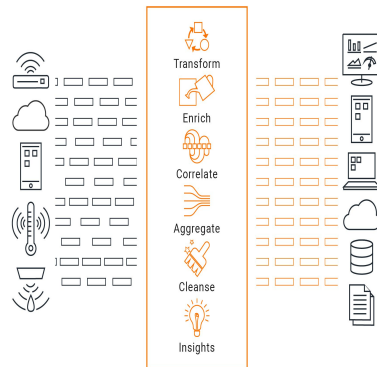 Transform
Enrich
Correlate
Aggregate
Cleanse
Insights